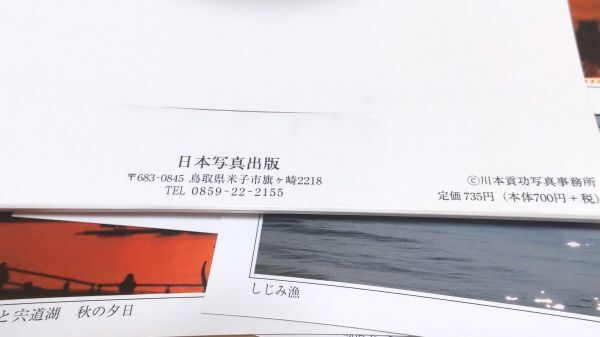 日本写真出版
〒683-0845 鳥取県米子市旗ヶ崎2218
TEL 0859-22-2155
©川本貢功写真事務所
定価735円（本体700円+税）
しじみ漁
と宍道湖 秋の夕日